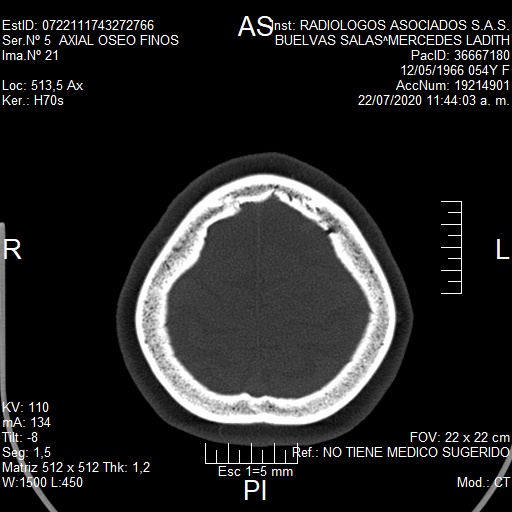 EstID: 0722111743272766
Ser.Nº 5 AXIAL OSEO FINOS
Ima.Nº 21
Loc: 513,5 Ax
Ker.: H70s
AS
Inst: RADIOLOGOS ASOCIADOS S.A.S.
BUELVAS SALAS^MERCEDES LADITH
PacID: 36667180
12/05/1966 054Y F
AccNum: 19214901
22/07/2020 11:44:03 a. m.
R
L
KV: 110
mA: 134
Tilt: -8
Seg: 1,5
Matriz 512 x 512 Thk: 1,2
W:1500 L:450
Esc 1=5 mm
PI
FOV: 22 x 22 cm
Ref.: NO TIENE MEDICO SUGERIDO
Mod.: CT